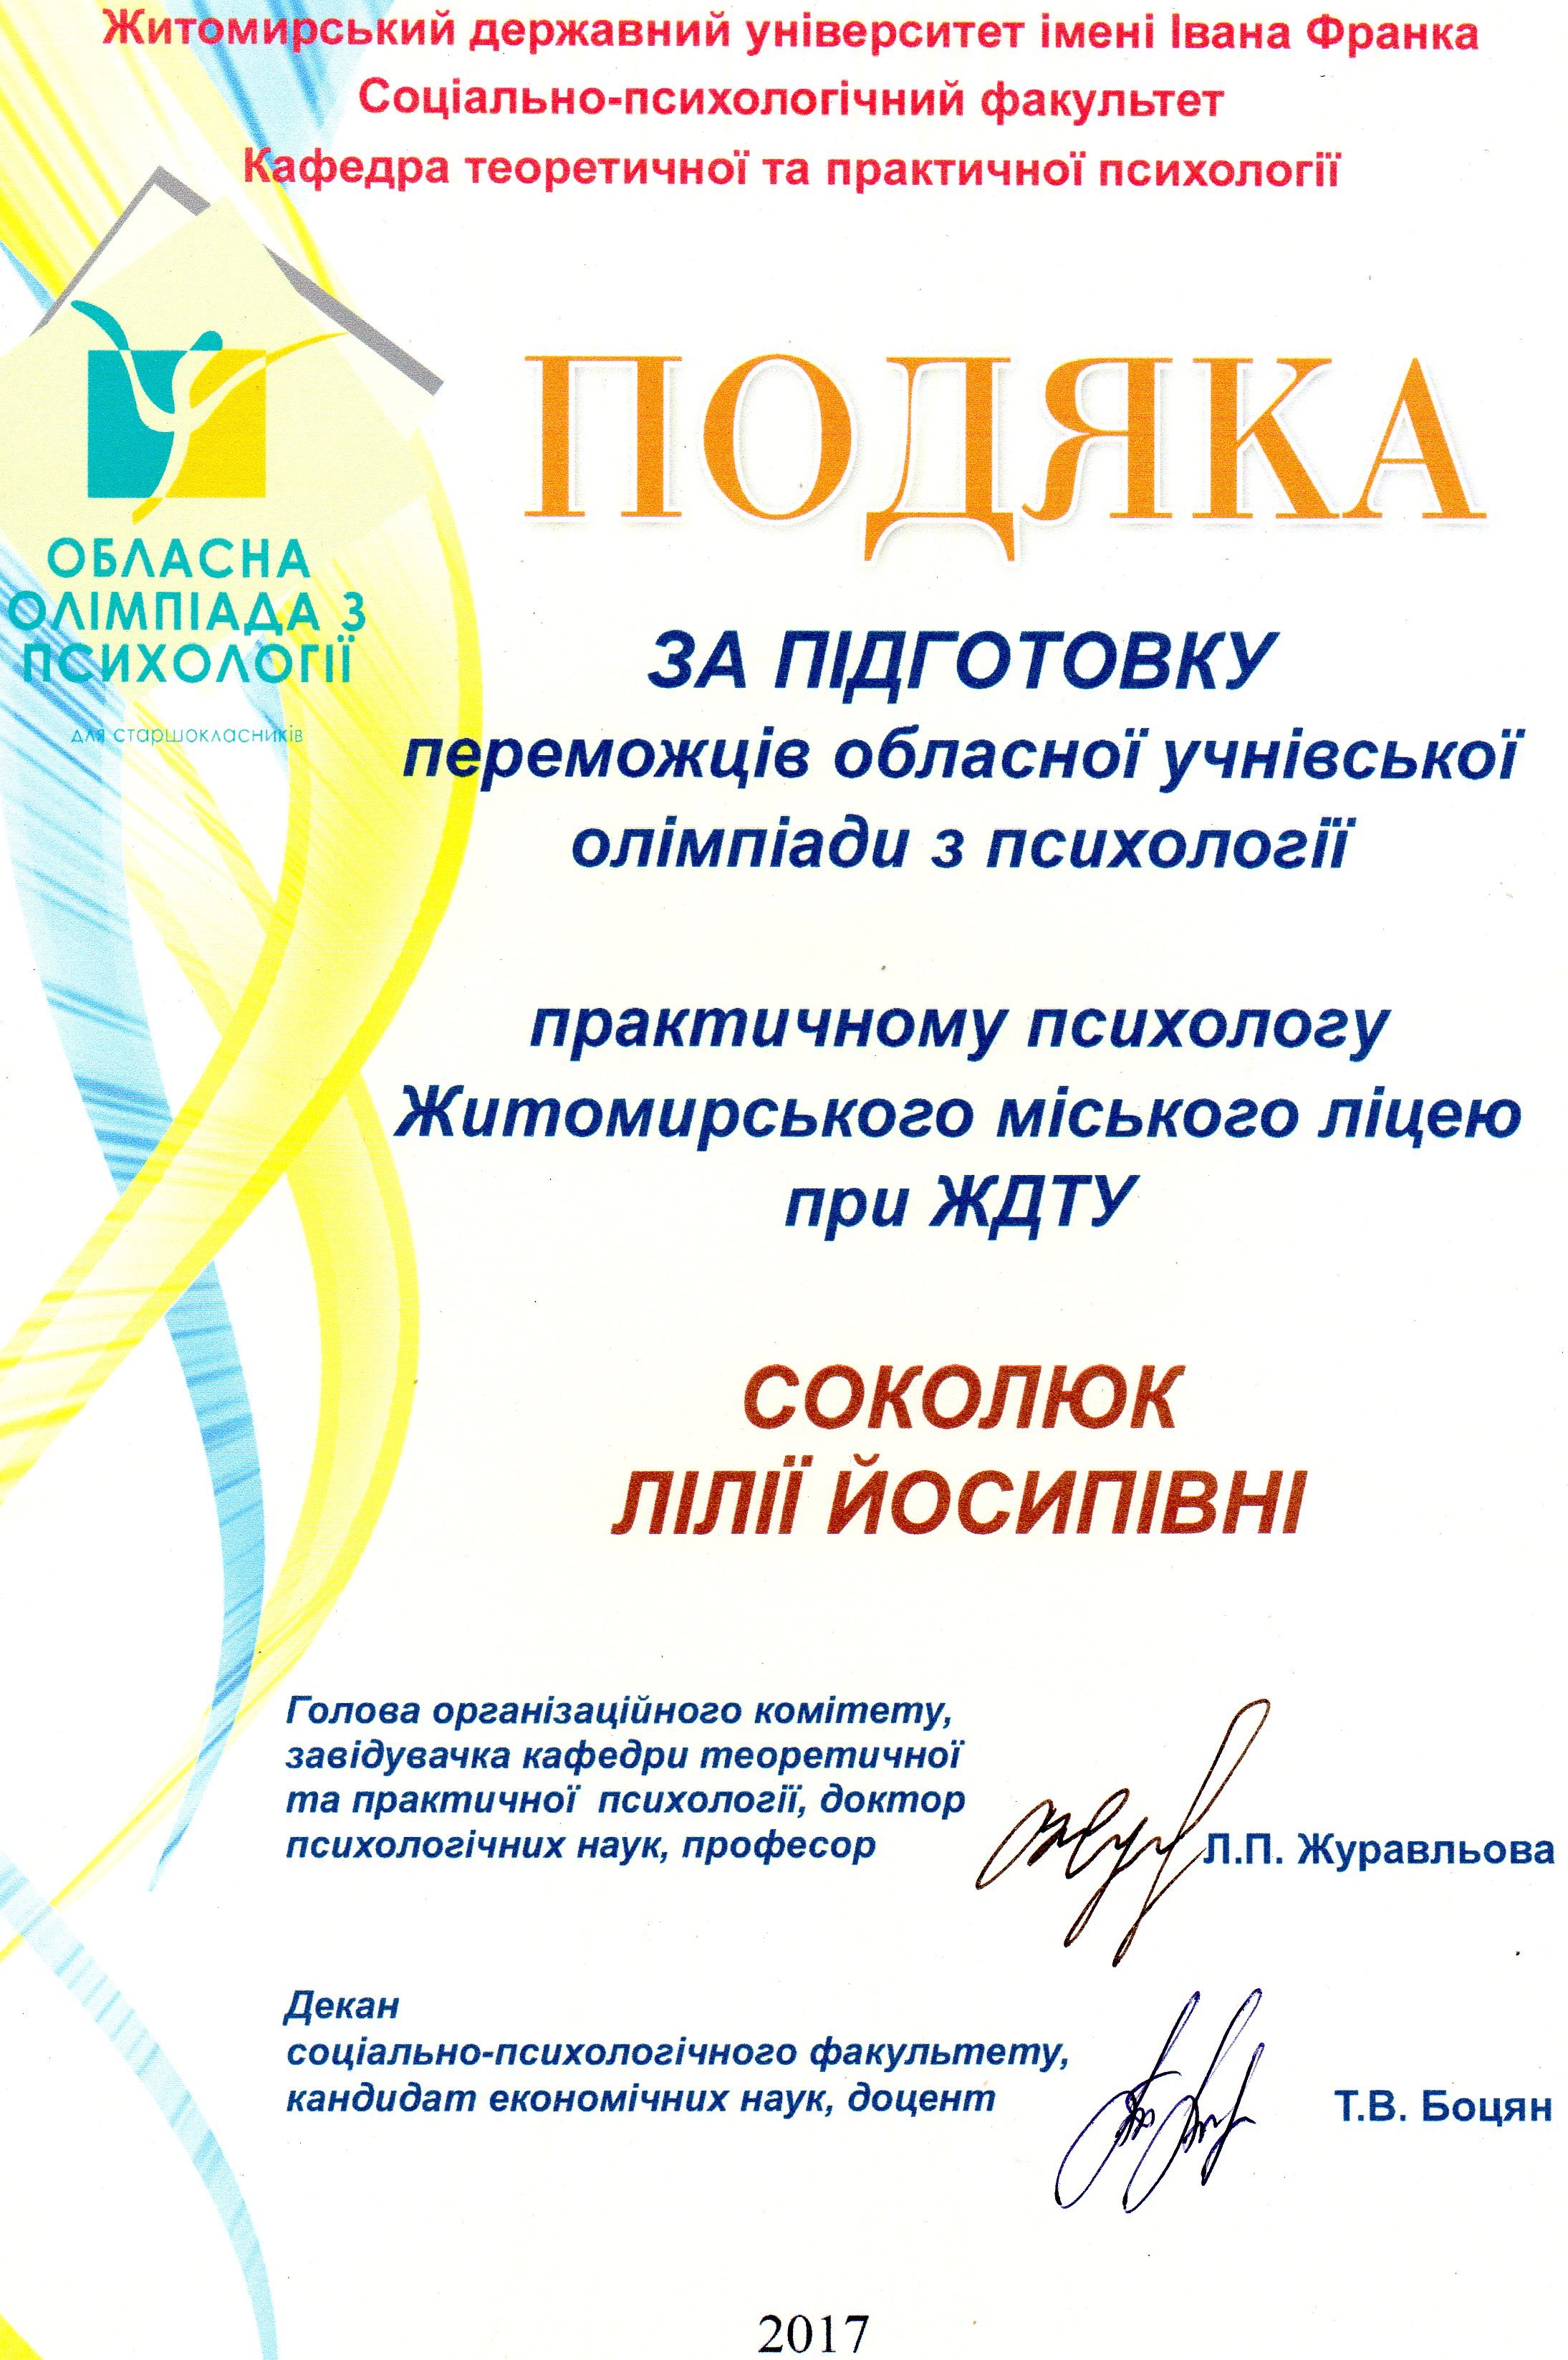 Житомирський державний університет імені Івана Франка
Соціально-психологічний факультет
Кафедра теоретичної та практичної психології
ПОДЯКА
ОБЛАСНА
ОЛІМПІАДА З
ПСИХОЛОГІЇ
для старшокласників
ЗА ПІДГОТОВКУ
переможців обласної учнівської
олімпіади з психології
практичному психологу
Житомирського міського ліцею
при ЖДТУ
СОКОЛЮК
ЛІЛІЇ ЙОСИПІВНІ
Голова організаційного комітету,
завідувачка кафедри теоретичної
та практичної психології, доктор
психологічних наук, професор
Л.П. Журавльова
Декан
соціально-психологічного факультету,
кандидат економічних наук, доцент
Т.В. Боцян
2017